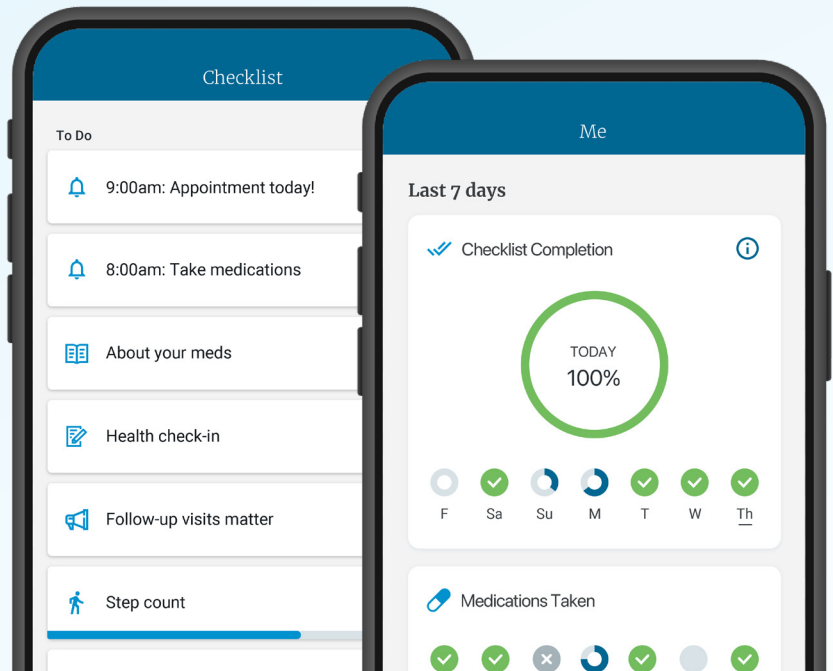 Checklist
To Do
9:00am: Appointment today!
8:00am: Take medications
About your meds
Health check-in
Follow-up visits matter
Step count
Me
Last 7 days
Checklist Completion
TODAY
100%
F Sa Su M T W Th
Medications Taken